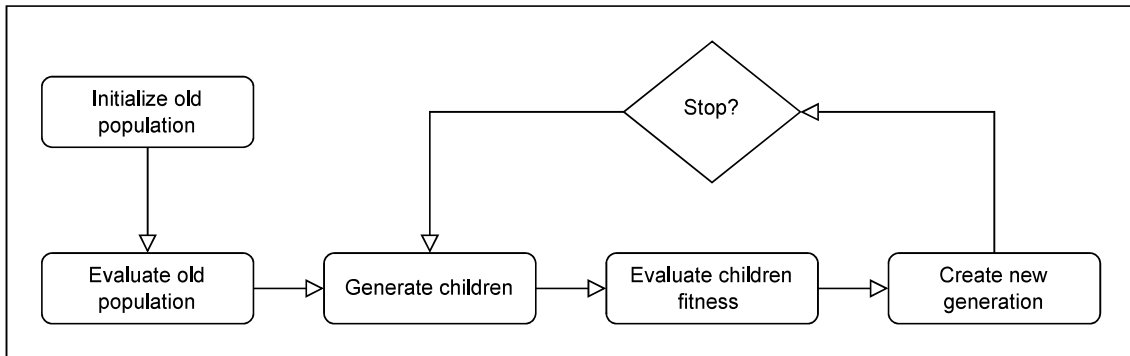 Initialize old
population
Stop?
Evaluate old
population
Generate children
Evaluate children
fitness
Create new
generation